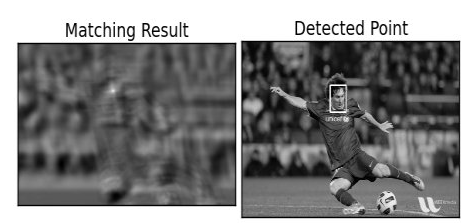 Matching Result
Detected Point
unicef